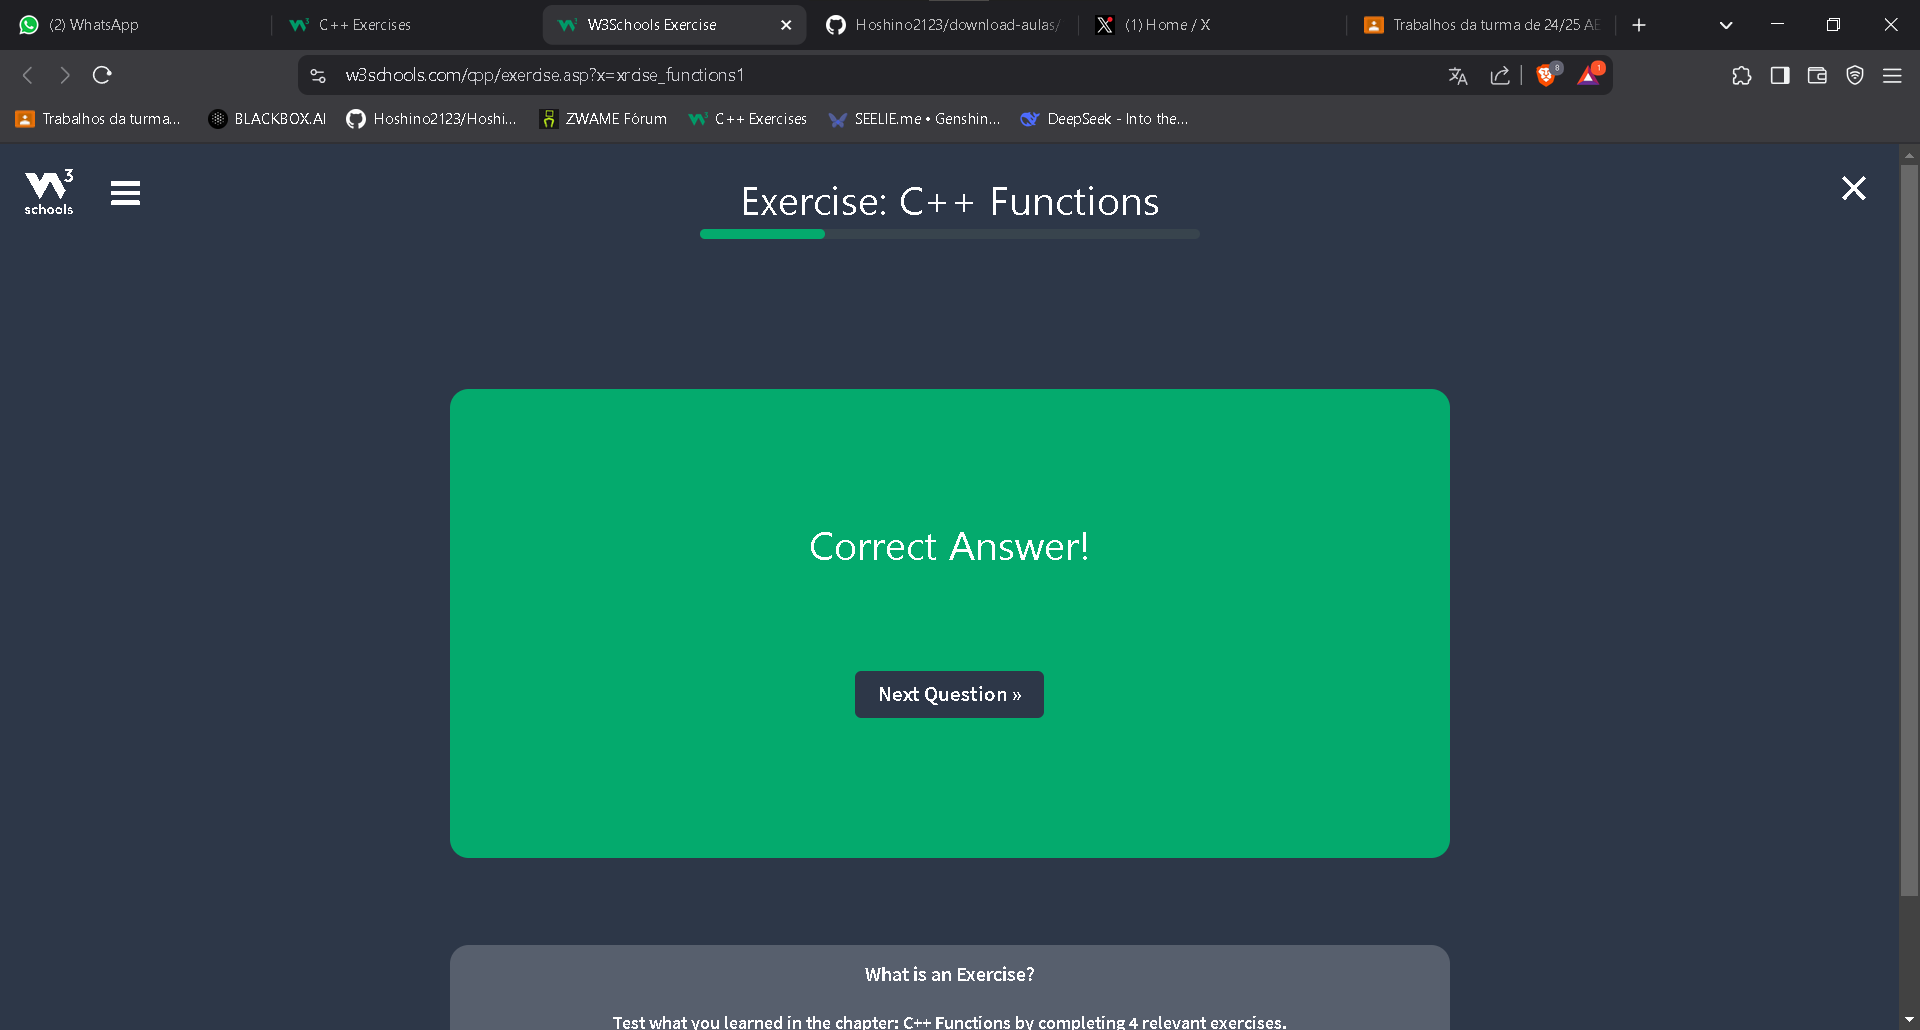 (2) WhatsApp
C++ Exercises
W3Schools Exercise
Hoshino2123/download-aulas/
(1) Home / X
Trabalhos da turma de 24/25 AE
w3schools.com/cpp/exercise.asp?x=xrcise_functions1
8
1
Trabalhos da turma...
BLACKBOX.AI
Hoshino2123/Hoshi...
ZWAME Fórum
C++ Exercises
SEELIE.me • Genshin...
DeepSeek - Into the...
3
schools
Exercise: C++ Functions
Correct Answer!
Next Question »
What is an Exercise?
Test what you learned in the chapter: C++ Functions by completing 4 relevant exercises.